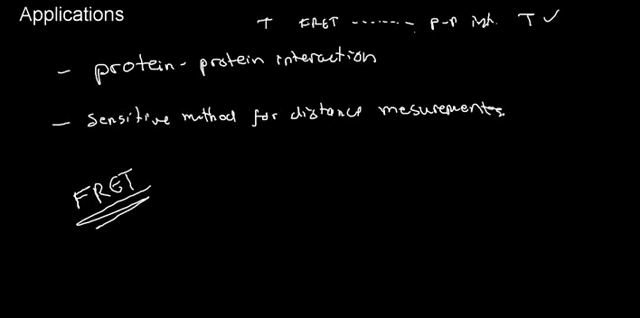 Applications
T FRET ........... p-p int. T ✓
- protein - protein interaction
- Sensitive method for distance mesurements
FRET